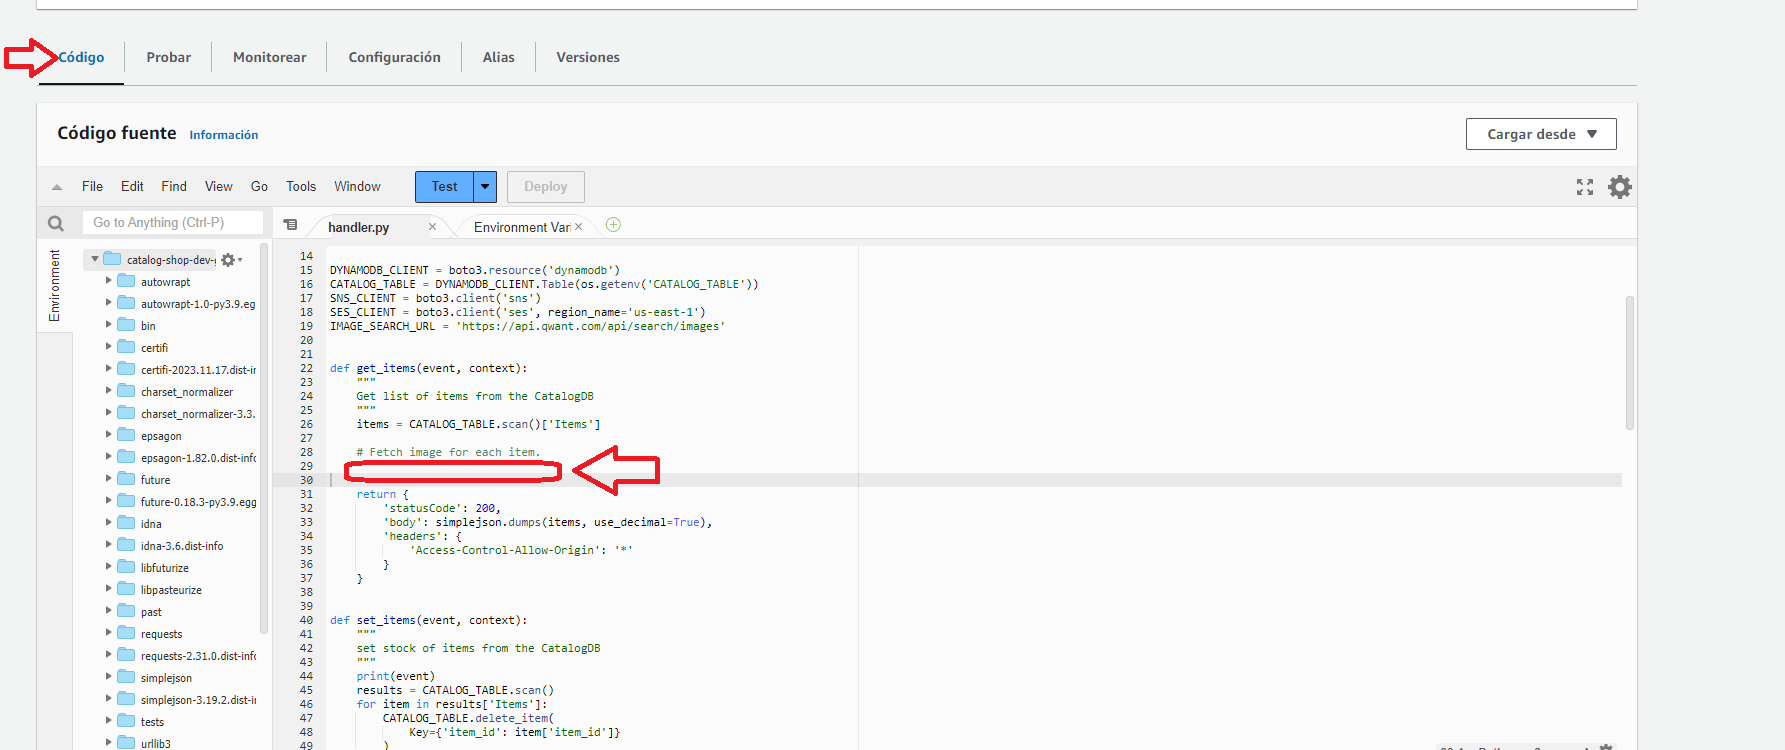 Código Probar Monitorear Configuración Alias Versiones
Código fuente Información
Cargar desde
File Edit Find View Go Tools Window Test Deploy
Go to Anything (Ctrl-P)
handler.py × Environment Vari ×
Environment
catalog-shop-dev-g
autowrapt
autowrapt-1.0-py3.9.eg
bin
certifi
certifi-2023.11.17.dist-i
charset_normalizer
charset_normalizer-3.3.
epsagon
epsagon-1.82.0.dist-info
future
future-0.18.3-py3.9.egg
idna
idna-3.6.dist-info
libfuturize
libpasteurize
past
requests
requests-2.31.0.dist-info
simplejson
simplejson-3.19.2.dist-i
tests
urllib3
14
15 DYNAMODB_CLIENT = boto3.resource('dynamodb')
16 CATALOG_TABLE = DYNAMODB_CLIENT.Table(os.getenv('CATALOG_TABLE'))
17 SNS_CLIENT = boto3.client('sns')
18 SES_CLIENT = boto3.client('ses', region_name='us-east-1')
19 IMAGE_SEARCH_URL = 'https://api.qwant.com/api/search/images'
20
21
22 def get_items(event, context):
23 """
24 Get list of items from the CatalogDB
25 """
26 items = CATALOG_TABLE.scan()['Items']
27
28 # Fetch image for each item.
29
30
31 return {
32 'statusCode': 200,
33 'body': simplejson.dumps(items, use_decimal=True),
34 'headers': {
35 'Access-Control-Allow-Origin': '*'
36 }
37 }
38
39
40 def set_items(event, context):
41 """
42 set stock of items from the CatalogDB
43 """
44 print(event)
45 results = CATALOG_TABLE.scan()
46 for item in results['Items']:
47 CATALOG_TABLE.delete_item(
48 Key={'item_id': item['item_id']}
49 )